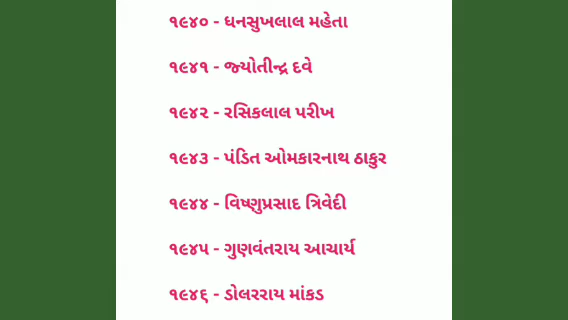 ૧૯૪૦ - ધનસુખલાલ મહેતા
૧૯૪૧ - જ્યોતીન્દ્ર દવે
૧૯૪૨ - રસિકલાલ પરીખ
૧૯૪૩ - પંડિત ઓમકારનાથ ઠાકુર
૧૯૪૪ - વિષ્ણુપ્રસાદ ત્રિવેદી
૧૯૪૫ - ગુણવંતરાય આચાર્ય
૧૯૪૬ - ડોલરરાય માંકડ